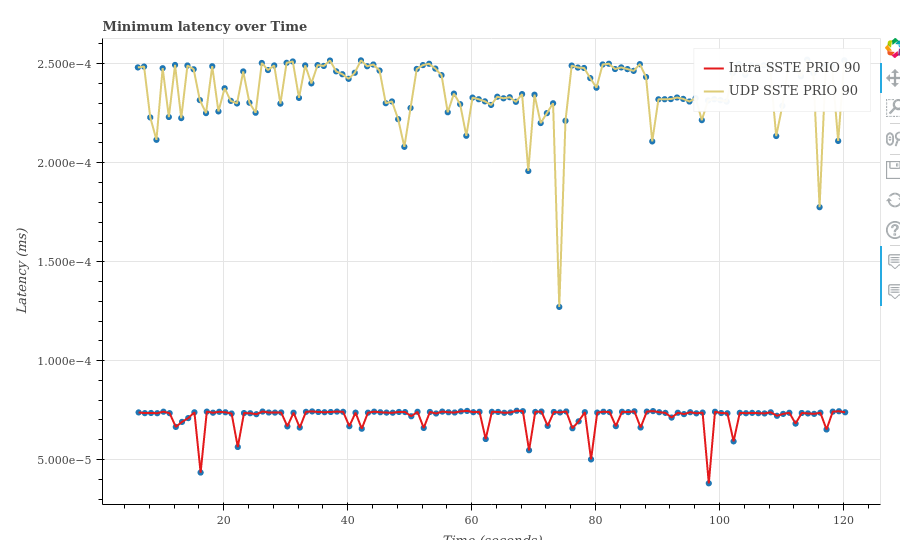 Minimum latency over Time
Intra SSTE PRIO 90
UDP SSTE PRIO 90
2.500e−4
2.000e−4
1.500e−4
1.000e−4
5.000e−5
Latency (ms)
20 40 60 80 100 120
Time (seconds)